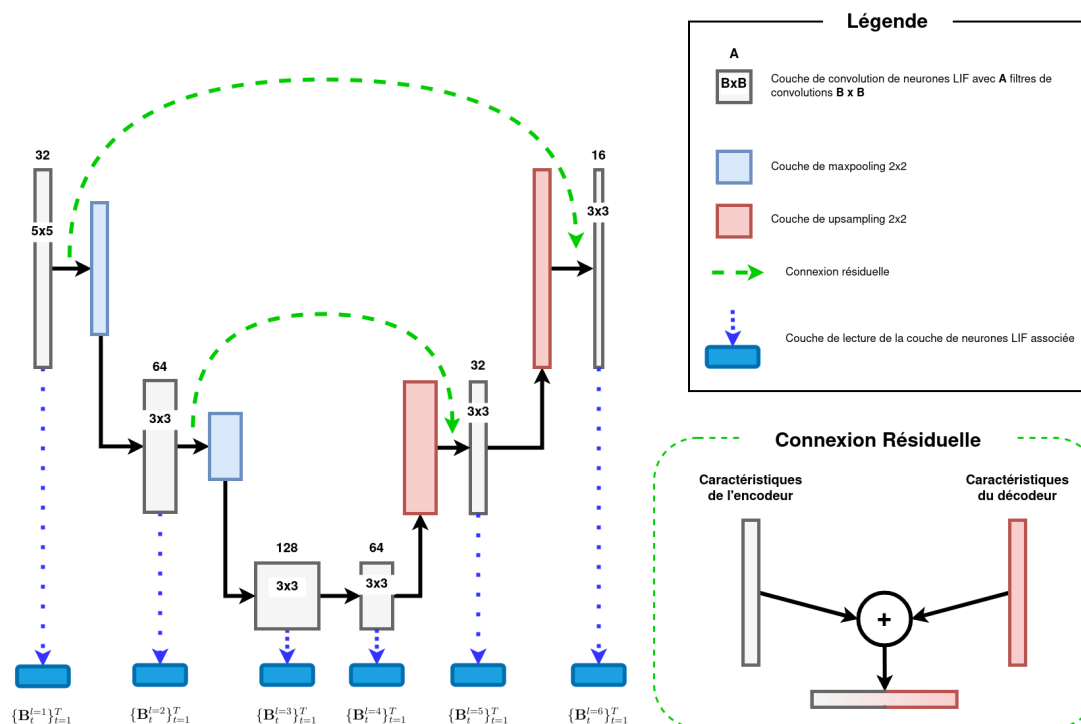 Légende
A
BxB
Couche de convolution de neurones LIF avec A filtres de
convolutions B x B
Couche de maxpooling 2x2
Couche de upsampling 2x2
Connexion résiduelle
Couche de lecture de la couche de neurones LIF associée
32
5x5
64
3x3
128
3x3
64
3x3
32
3x3
16
3x3
{B_t^{l=1}}_{t=1}^T
{B_t^{l=2}}_{t=1}^T
{B_t^{l=3}}_{t=1}^T
{B_t^{l=4}}_{t=1}^T
{B_t^{l=5}}_{t=1}^T
{B_t^{l=6}}_{t=1}^T
Connexion Résiduelle
Caractéristiques
de l'encodeur
Caractéristiques
du décodeur
+